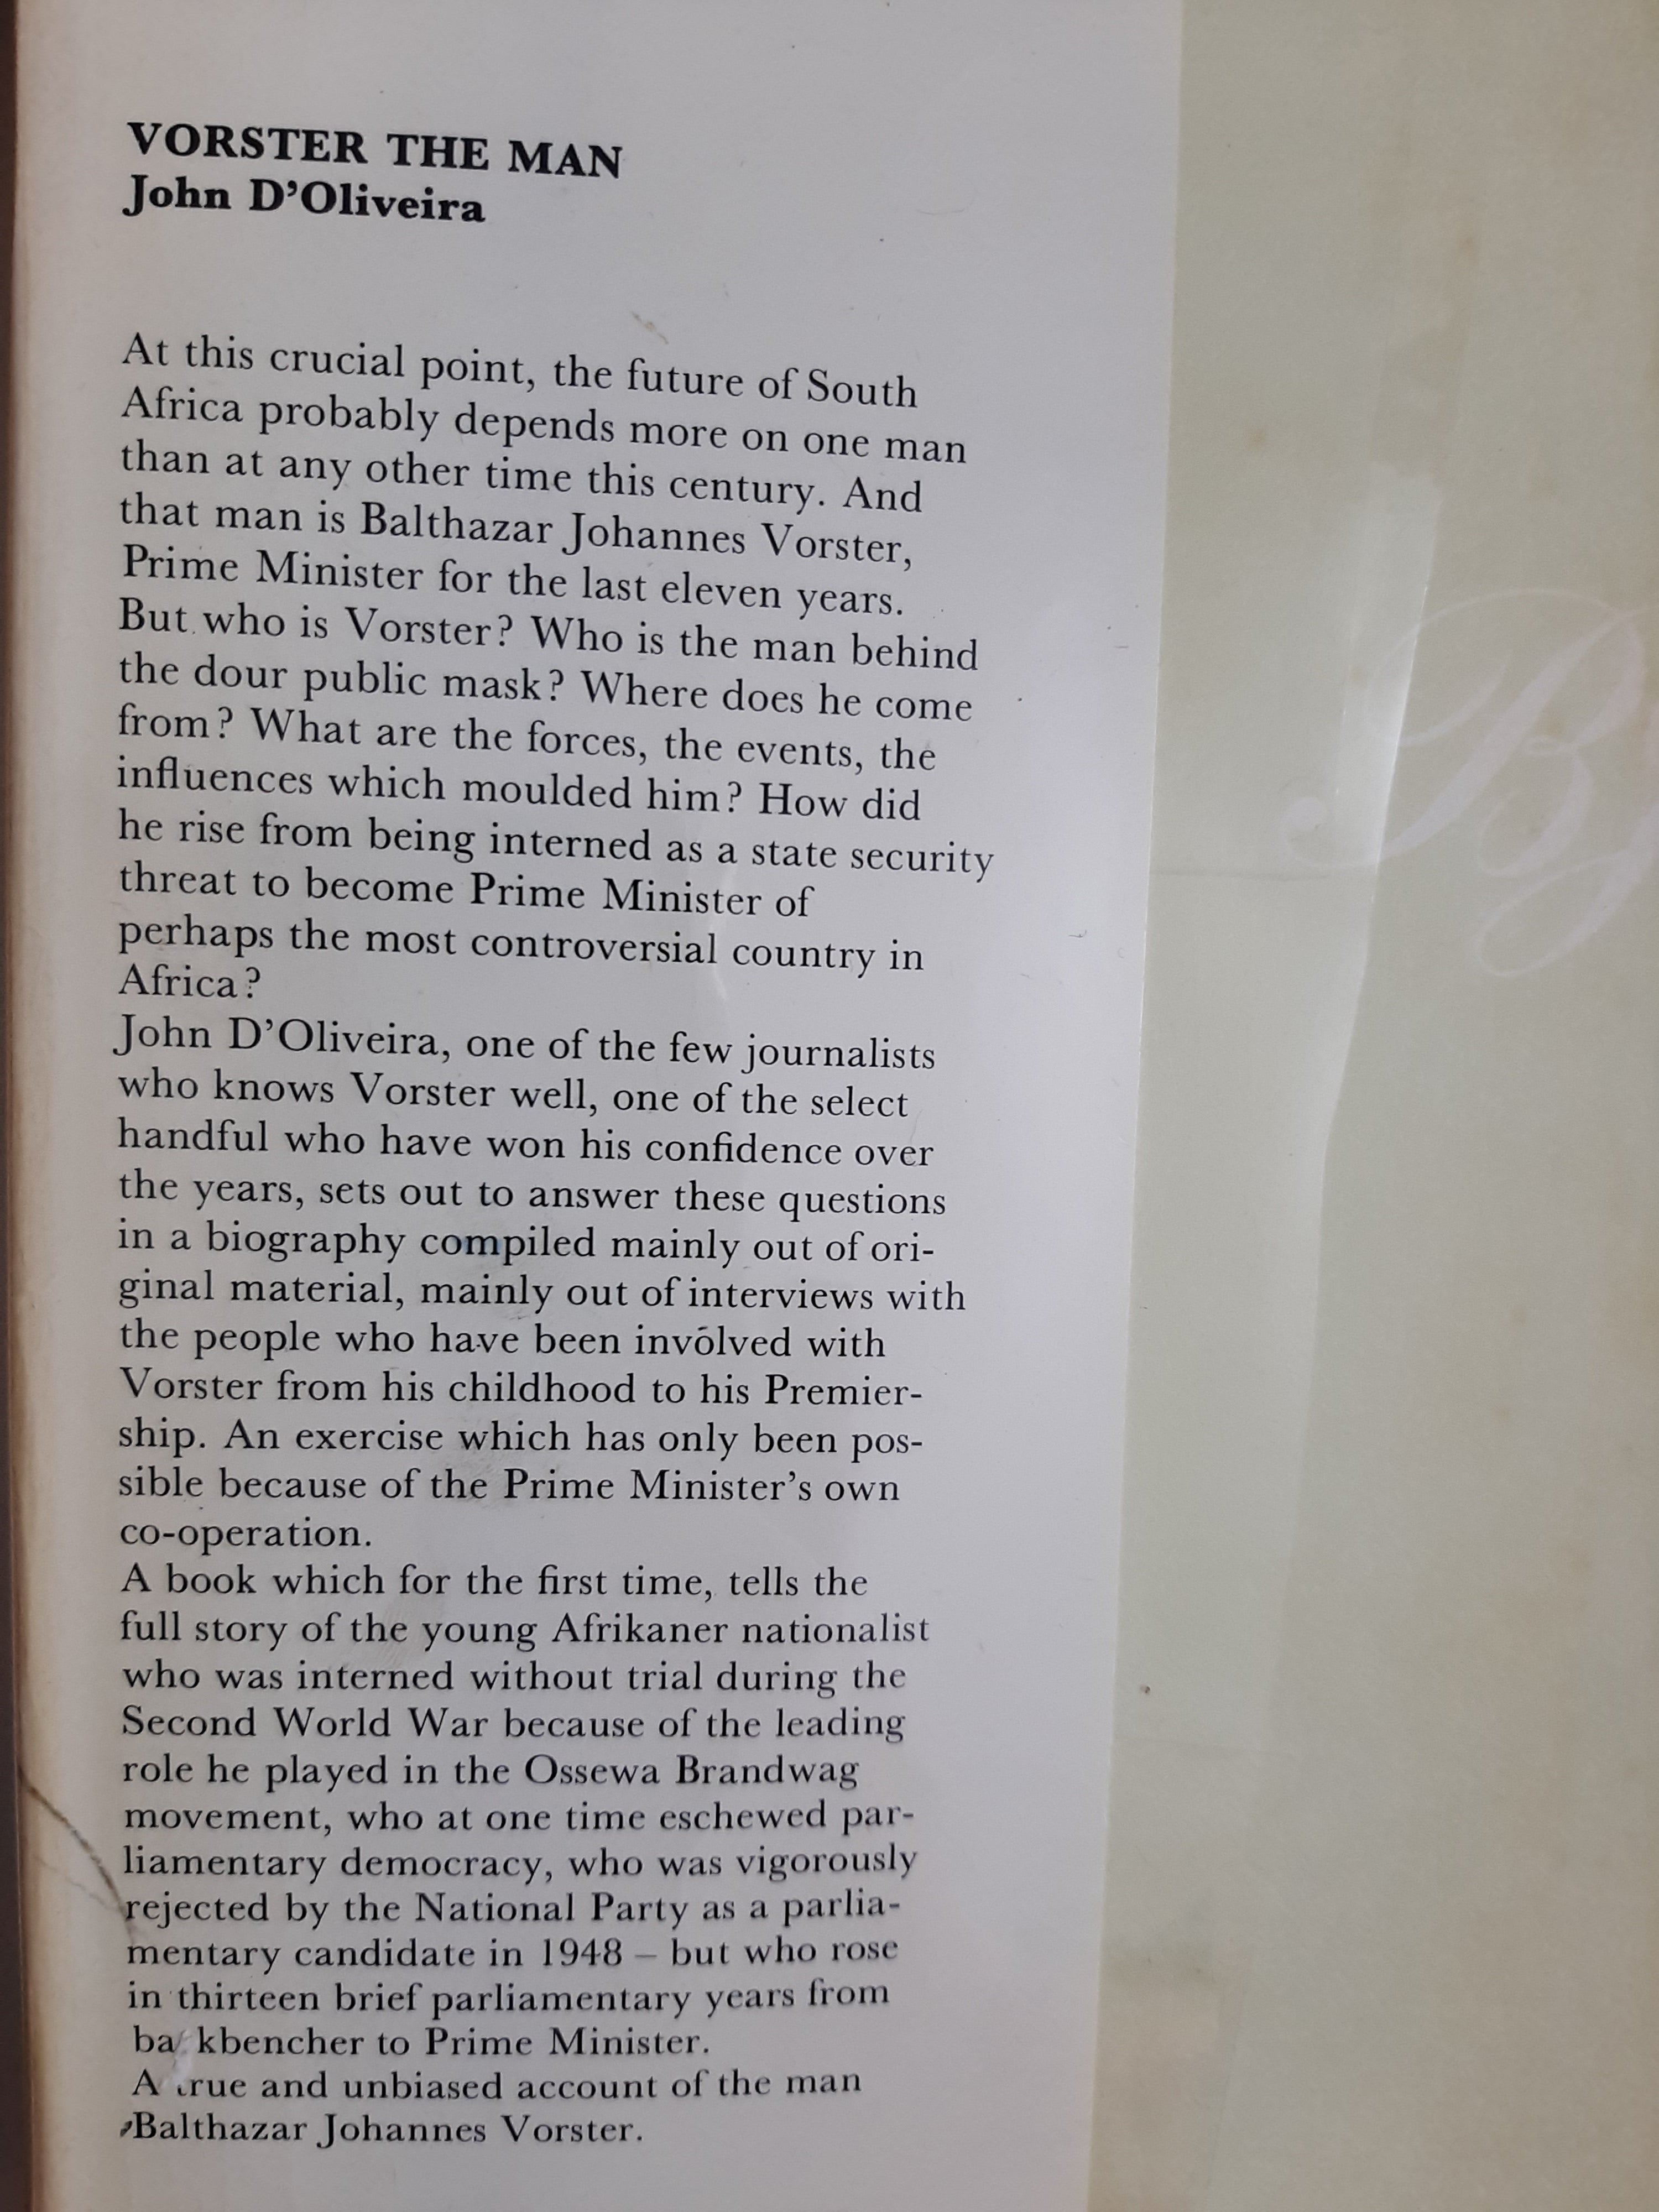 VORSTER THE MAN
John D'Oliveira
At this crucial point, the future of South
Africa probably depends more on one man
than at any other time this century. And
that man is Balthazar Johannes Vorster,
Prime Minister for the last eleven years.
But who is Vorster? Who is the man behind
the dour public mask? Where does he come
from? What are the forces, the events, the
influences which moulded him? How did
he rise from being interned as a state security
threat to become Prime Minister of
perhaps the most controversial country in
Africa?
John D'Oliveira, one of the few journalists
who knows Vorster well, one of the select
handful who have won his confidence over
the years, sets out to answer these questions
in a biography compiled mainly out of ori-
ginal material, mainly out of interviews with
the people who have been involved with
Vorster from his childhood to his Premier-
ship. An exercise which has only been pos-
sible because of the Prime Minister's own
co-operation.
A book which for the first time, tells the
full story of the young Afrikaner nationalist
who was interned without trial during the
Second World War because of the leading
role he played in the Ossewa Brandwag
movement, who at one time eschewed par-
liamentary democracy, who was vigorously
rejected by the National Party as a parlia-
mentary candidate in 1948 – but who rose
in thirteen brief parliamentary years from
backbencher to Prime Minister.
A true and unbiased account of the man
Balthazar Johannes Vorster.